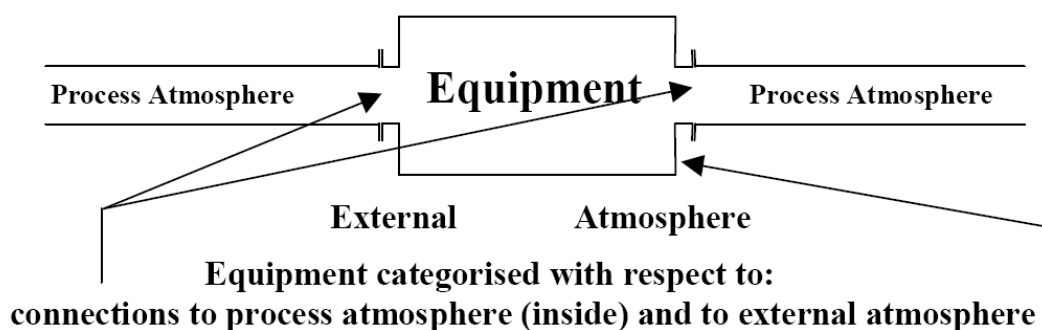 Process Atmosphere
Equipment
Process Atmosphere
External Atmosphere
Equipment categorised with respect to:
connections to process atmosphere (inside) and to external atmosphere